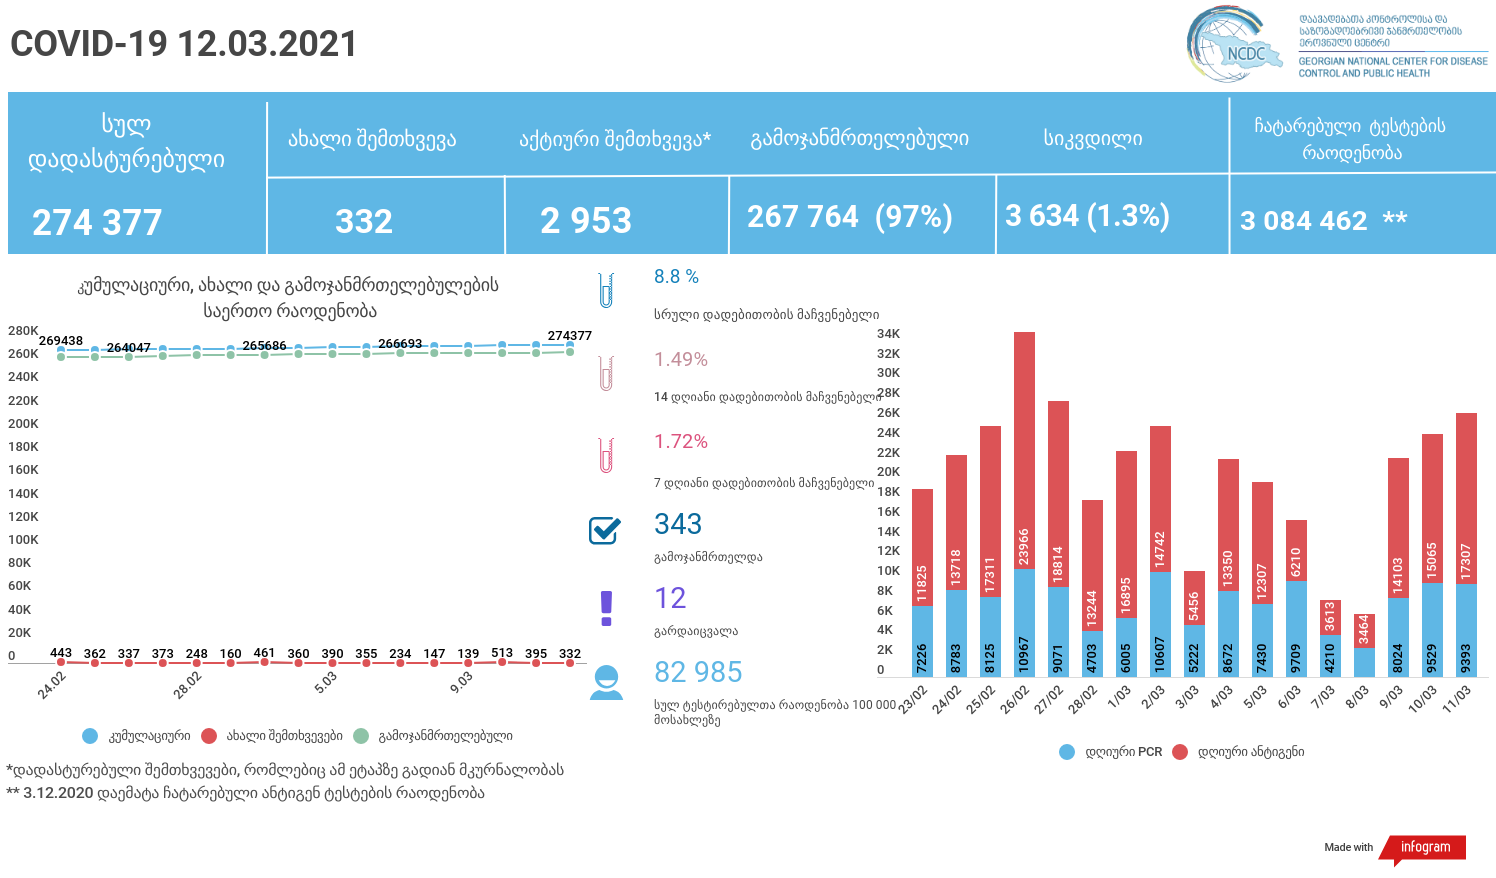 COVID-19 12.03.2021
NCDC
დაავადებათა კონტროლისა და
საზოგადოებრივი ჯანმრთელობის
ეროვნული ცენტრი
GEORGIAN NATIONAL CENTER FOR DISEASE
CONTROL AND PUBLIC HEALTH
სულ
დადასტურებული
274 377
ახალი შემთხვევა
332
აქტიური შემთხვევა*
2 953
გამოჯანმრთელებული
267 764 (97%)
სიკვდილი
3 634 (1.3%)
ჩატარებული ტესტების
რაოდენობა
3 084 462 **
კუმულაციური, ახალი და გამოჯანმრთელებულების
საერთო რაოდენობა
280K
260K
240K
220K
200K
180K
160K
140K
120K
100K
80K
60K
40K
20K
0
269438 264047 265686 266693 274377
443 362 337 373 248 160 461 360 390 355 234 147 139 513 395 332
24.02 28.02 5.03 9.03
კუმულაციური ახალი შემთხვევები გამოჯანმრთელებული
*დადასტურებული შემთხვევები, რომლებიც ამ ეტაპზე გადიან მკურნალობას
** 3.12.2020 დაემატა ჩატარებული ანტიგენ ტესტების რაოდენობა
8.8 %
სრული დადებითობის მაჩვენებელი
1.49%
14 დღიანი დადებითობის მაჩვენებელი
1.72%
7 დღიანი დადებითობის მაჩვენებელი
343
გამოჯანმრთელდა
12
გარდაიცვალა
82 985
სულ ტესტირებულთა რაოდენობა 100 000
მოსახლეზე
34K
32K
30K
28K
26K
24K
22K
20K
18K
16K
14K
12K
10K
8K
6K
4K
2K
0
11825 13718 17311 23966 18814 13244 16895 14742 5456 13350 12307 6210 3613 3464 14103 15065 17307
7226 8783 8125 10967 9071 4703 6005 10607 5222 8672 7430 9709 4210 8024 9529 9393
23/02 24/02 25/02 26/02 27/02 28/02 1/03 2/03 3/03 4/03 5/03 6/03 7/03 8/03 9/03 10/03 11/03
დღიური PCR დღიური ანტიგენი
Made with infogram